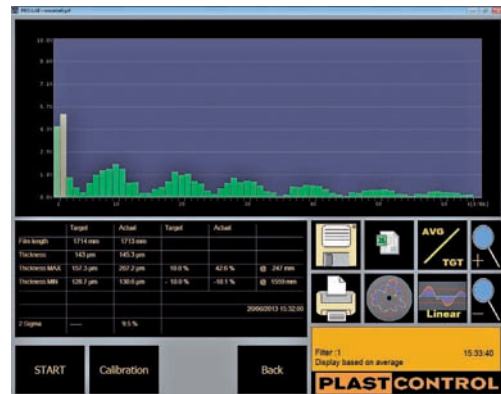 Target Actual Target Actual
Film length 1714 mm 1713 mm
Thickness 143 µm 145.3 µm
Thickness MAX 157.3 µm 207.2 µm 10.0 % 42.6 % @ 247 mm
Thickness MIN 128.7 µm 130.6 µm - 10.0 % -10.1 % @ 1559 mm
20/06/2013 15:32:00
2 Sigma ---- 9.5 %
AVG
TGT
Linear
Filter :1 15:33:40
Display based on average
START Calibration Back
PLASTCONTROL